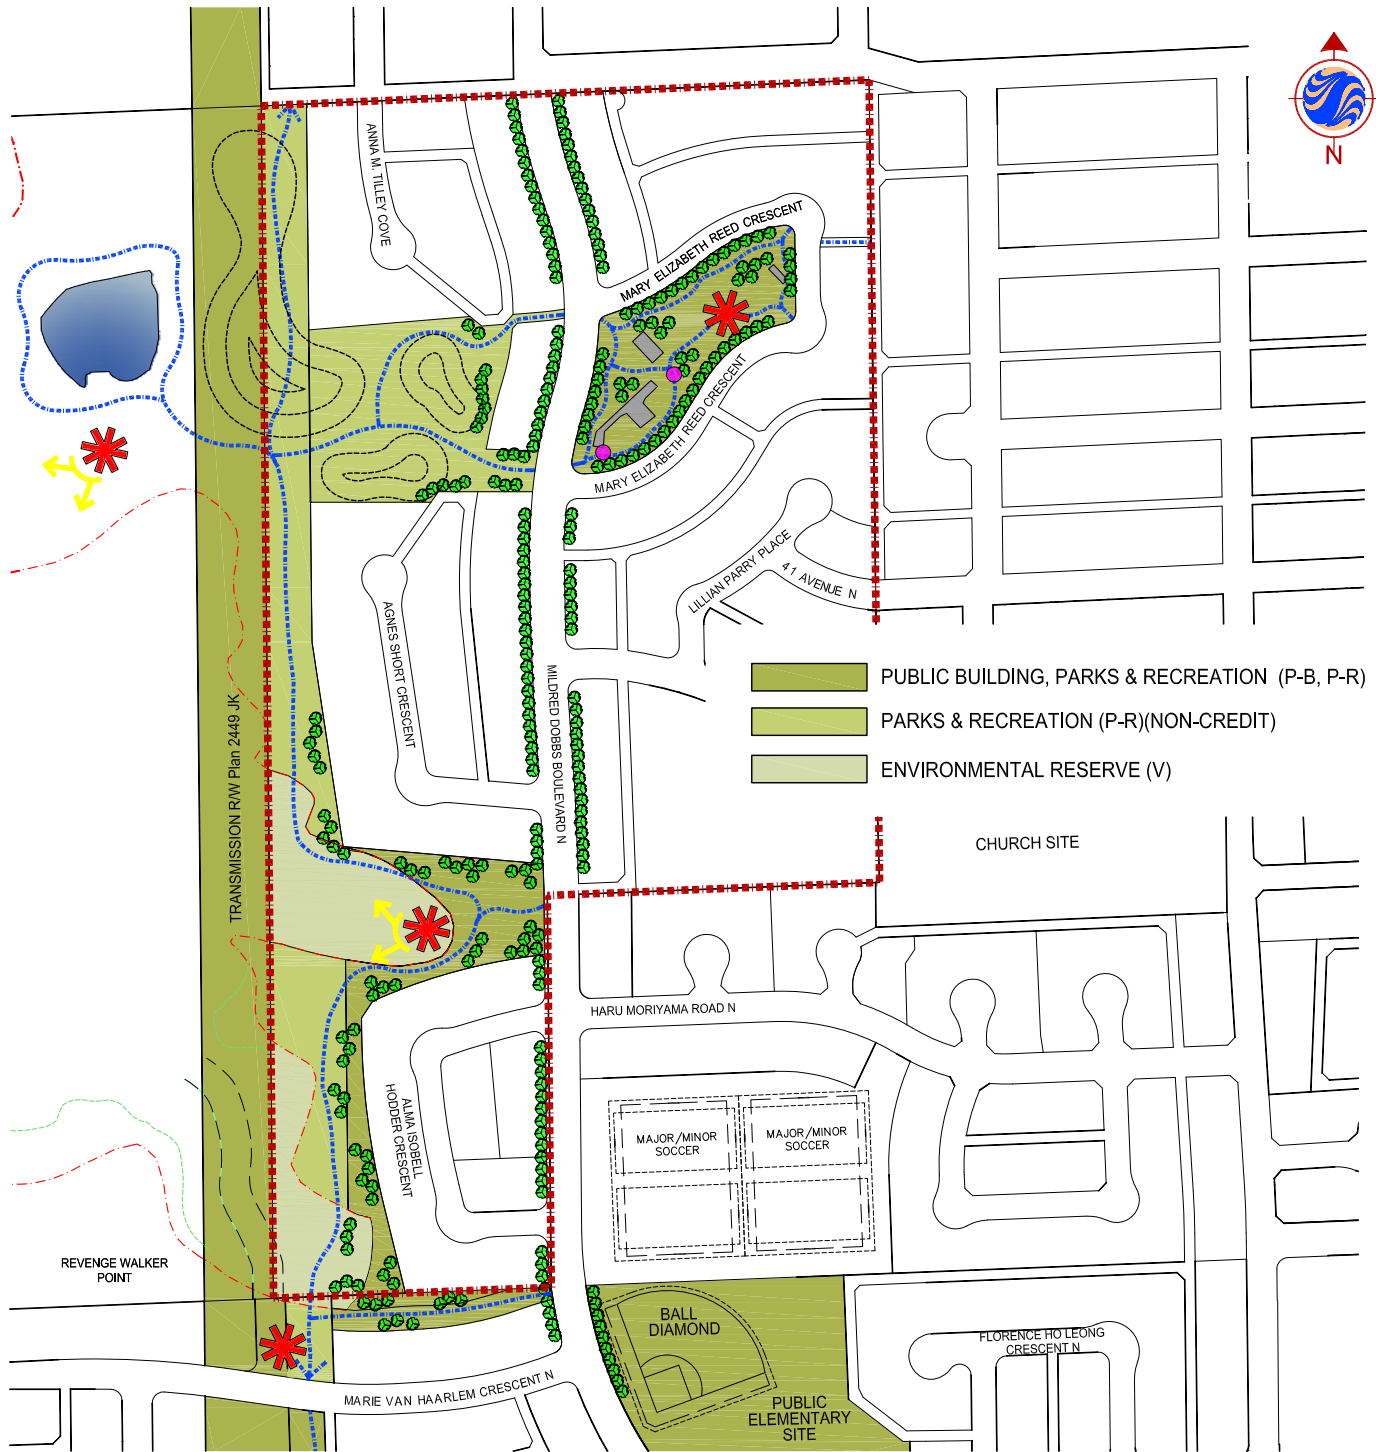 N
ANNA M. TILLEY COVE
MARY ELIZABETH REED CRESCENT
MARY ELIZABETH REED CRESCENT
LILLIAN PARRY PLACE
41 AVENUE N
AGNES SHORT CRESCENT
MILDRED DOBBS BOULEVARD N
TRANSMISSION R/W Plan 2449 JK
PUBLIC BUILDING, PARKS & RECREATION (P-B, P-R)
PARKS & RECREATION (P-R)(NON-CREDIT)
ENVIRONMENTAL RESERVE (V)
CHURCH SITE
HARU MORIYAMA ROAD N
ALMA ISOBELL
HODDER CRESCENT
MAJOR/MINOR
SOCCER
MAJOR/MINOR
SOCCER
REVENGE WALKER
POINT
BALL
DIAMOND
FLORENCE HO LEONG
CRESCENT N
MARIE VAN HAARLEM CRESCENT N
PUBLIC
ELEMENTARY
SITE